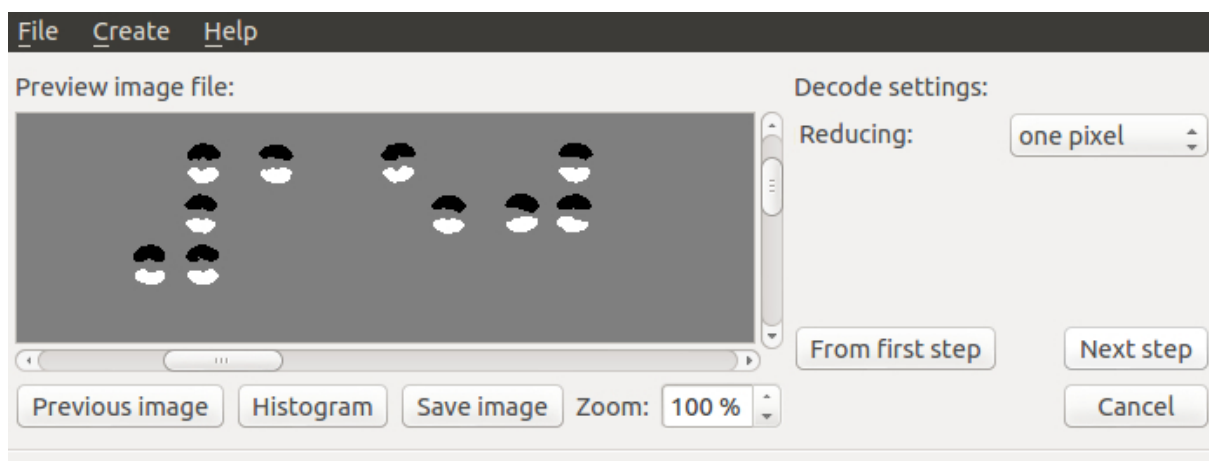 File Create Help
Preview image file:
⠼⠁⠑⠚
Previous image Histogram Save image Zoom: 100 %
Decode settings:
Reducing: one pixel
From first step Next step
Cancel